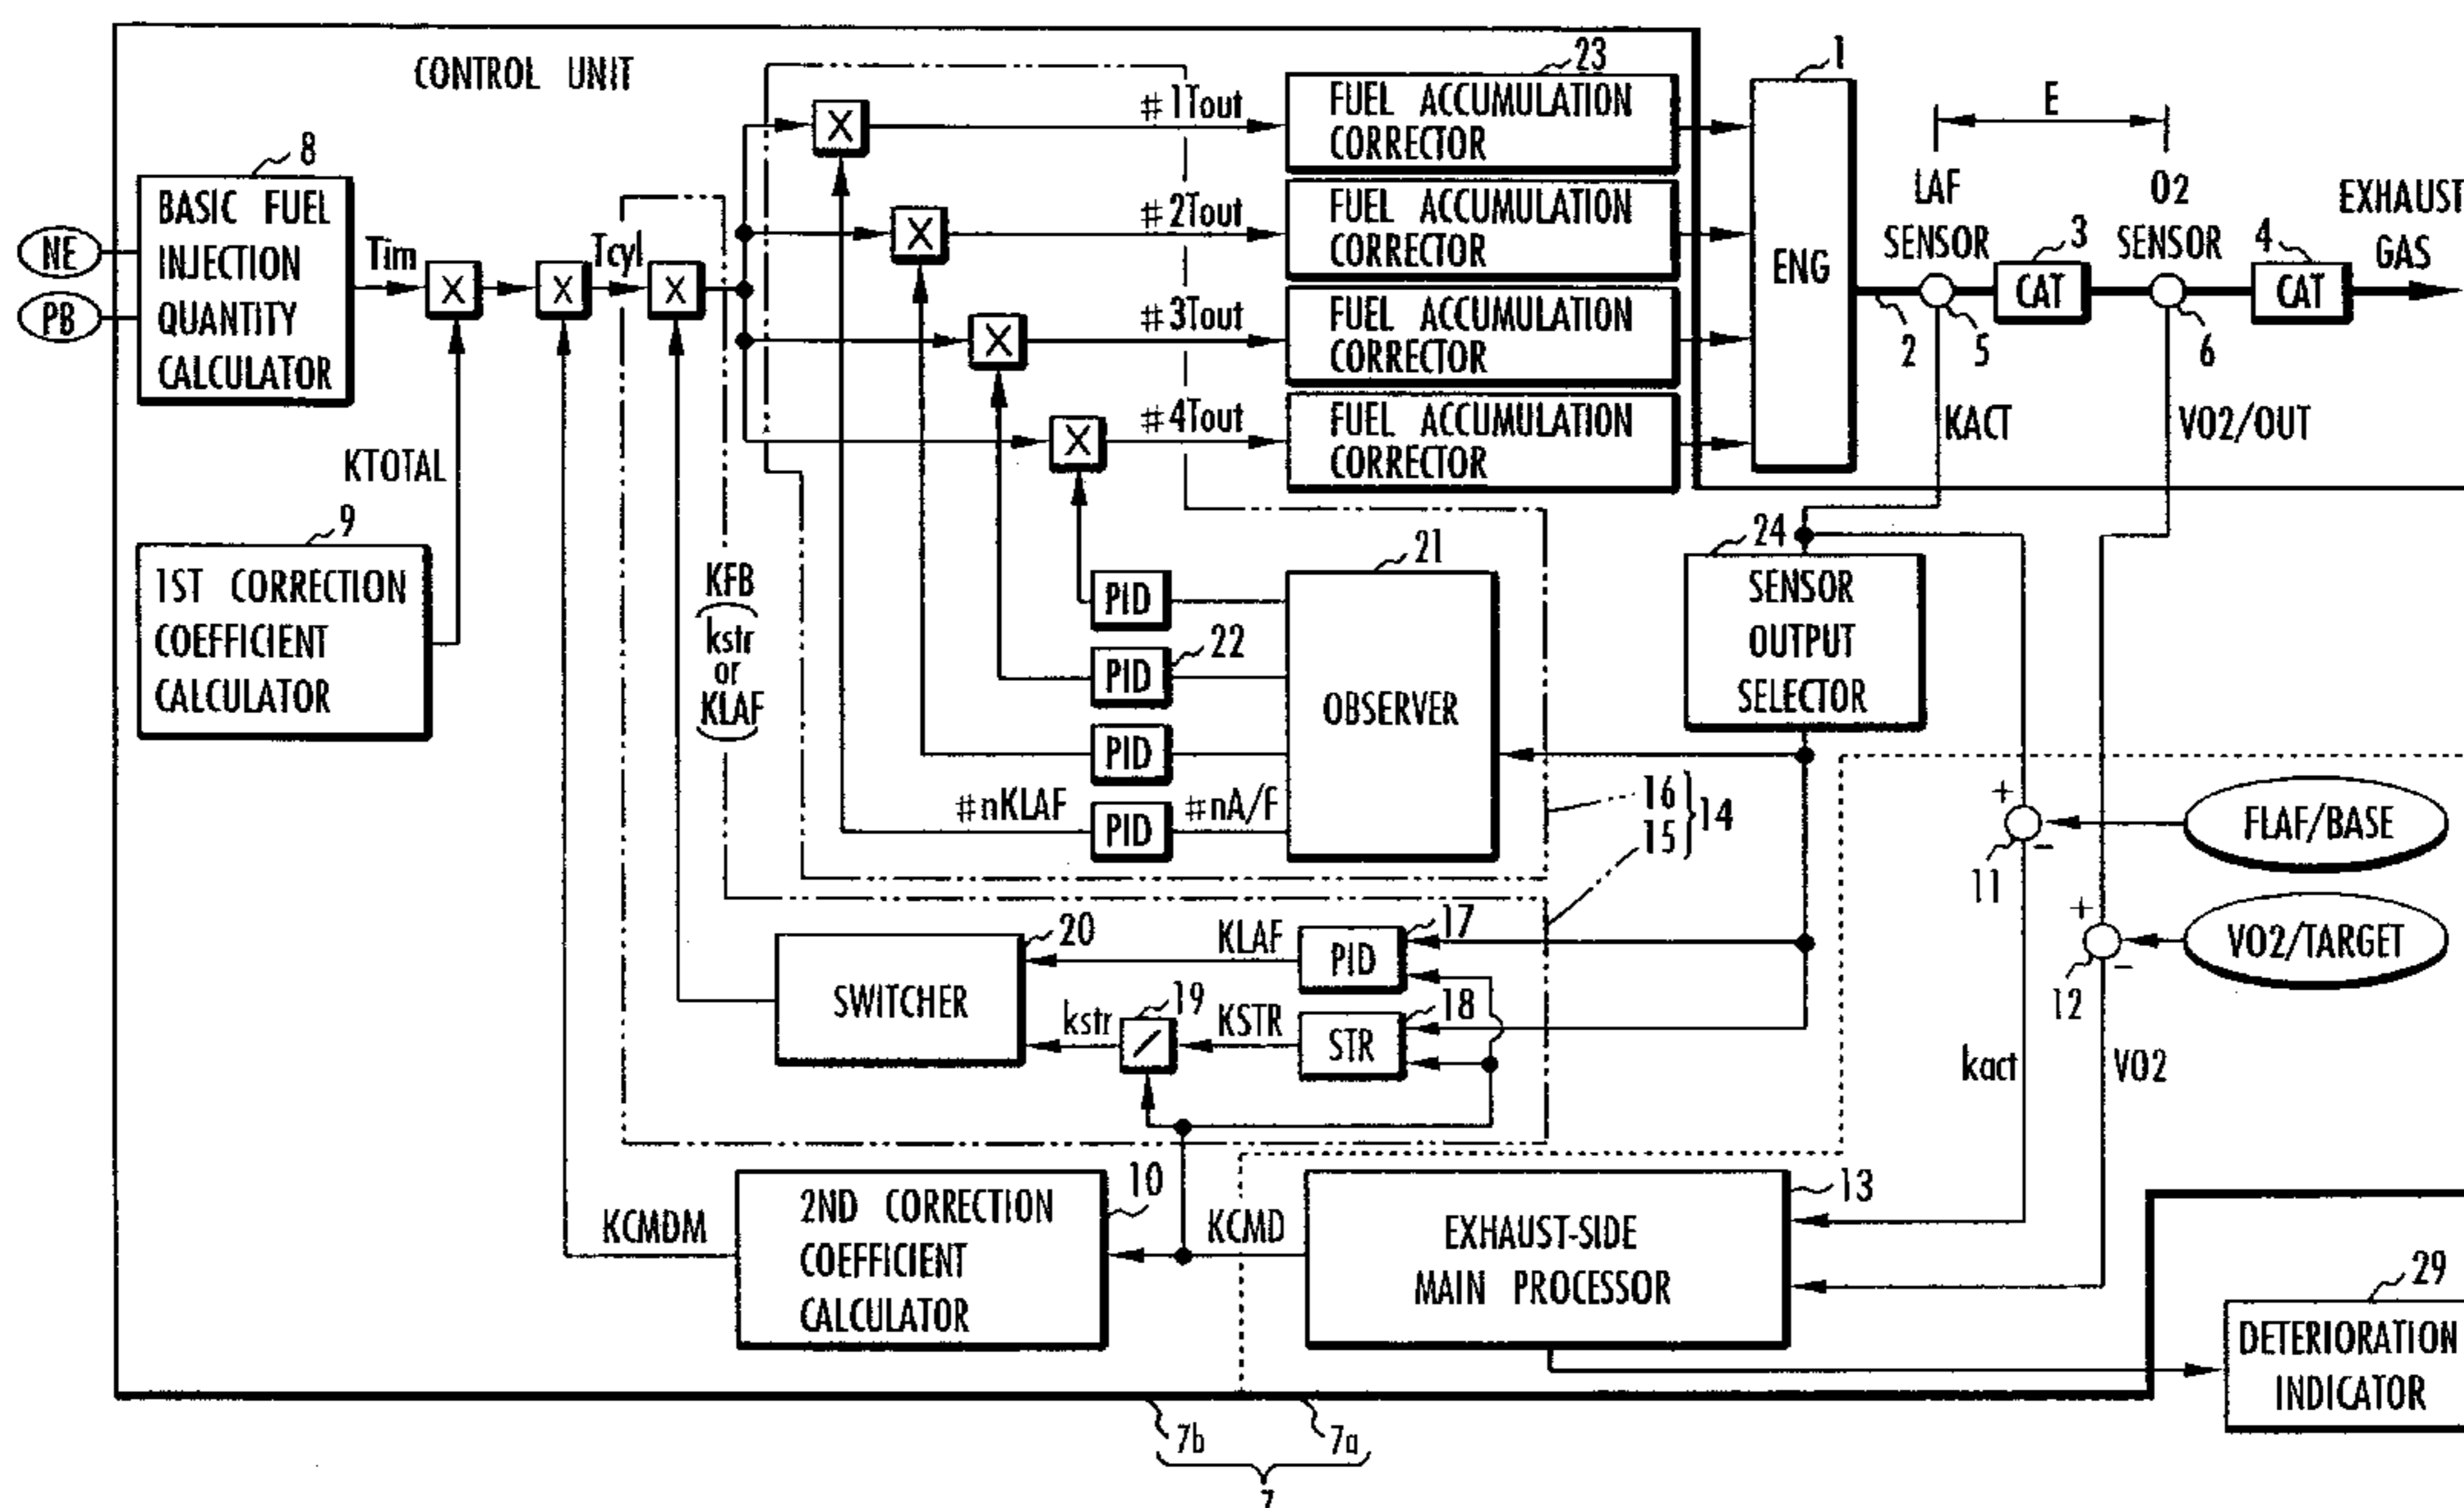 CONTROL UNIT
8
BASIC FUEL
INJECTION
QUANTITY
CALCULATOR
NE
PB
Tim
X
X
Tcyl
X
KTOTAL
9
1ST CORRECTION
COEFFICIENT
CALCULATOR
KFB
kstr
or
KLAF
X
X
X
X
#1Tout
#2Tout
#3Tout
#4Tout
23
FUEL ACCUMULATION
CORRECTOR
FUEL ACCUMULATION
CORRECTOR
FUEL ACCUMULATION
CORRECTOR
FUEL ACCUMULATION
CORRECTOR
1
ENG
E
LAF
SENSOR
O2
SENSOR
3
CAT
4
CAT
EXHAUST
GAS
2
5
6
KACT
VO2/OUT
24
SENSOR
OUTPUT
SELECTOR
21
OBSERVER
PID
PID
22
PID
PID
#nKLAF
#nA/F
16
15
}14
+
11
-
FLAF/BASE
+
12
-
VO2/TARGET
kact
VO2
20
SWITCHER
KLAF
17
PID
kstr
19
/
KSTR
18
STR
10
2ND CORRECTION
COEFFICIENT
CALCULATOR
KCMDM
KCMD
13
EXHAUST-SIDE
MAIN PROCESSOR
29
DETERIORATION
INDICATOR
7b
7a
7